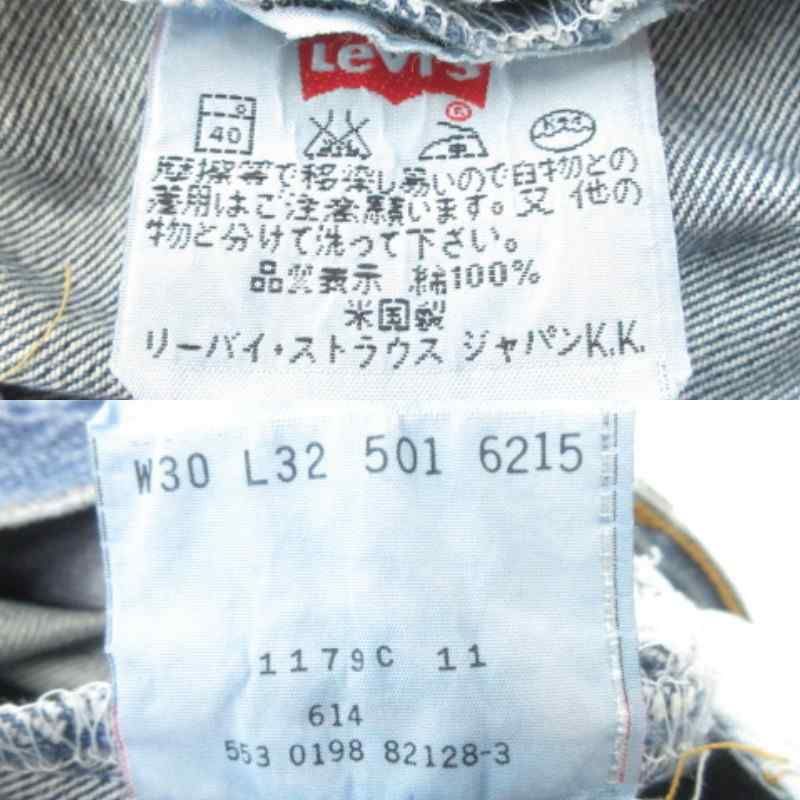 Levi's
®
40
ドライ
摩擦等で移染し易いので白物との
着用はご注意願います。又 他の
物と分けて洗って下さい。
品質表示 綿100%
米国製
リーバイ・ストラウス ジャパンK.K.
W30 L32 501 6215
1179C 11
614
553 0198 82128-3